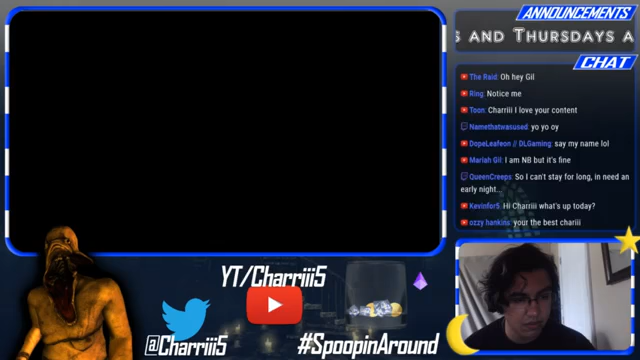 ANNOUNCEMENTS
S AND THURSDAYS A
CHAT
The Raid: Oh hey Gil
Ring: Notice me
Toon: Charriii I love your content
Namethatwasused: yo yo oy
DopeLeafeon // DLGaming: say my name lol
Mariah Gil: I am NB but it's fine
QueenCreeps: So I can't stay for long, in need an
early night...
Kevinfor5: Hi Charriii what's up today?
ozzy hankins: your the best chariii
YT/Charriii5
@Charriii5
#SpoopinAround